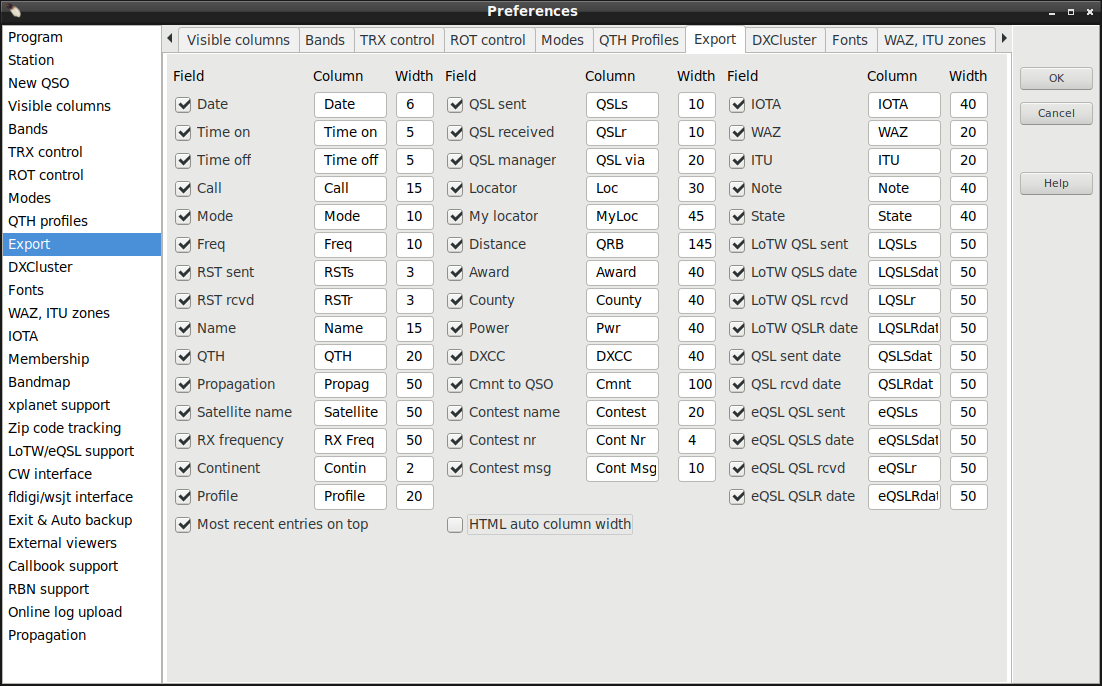 Preferences
Program
Station
New QSO
Visible columns
Bands
TRX control
ROT control
Modes
QTH profiles
Export
DXCluster
Fonts
WAZ, ITU zones
IOTA
Membership
Bandmap
xplanet support
Zip code tracking
LoTW/eQSL support
CW interface
fldigi/wsjt interface
Exit & Auto backup
External viewers
Callbook support
RBN support
Online log upload
Propagation
Visible columns Bands TRX control ROT control Modes QTH Profiles Export DXCluster Fonts WAZ, ITU zones
Field Column Width Field Column Width Field Column Width
Date Date 6 QSL sent QSLs 10 IOTA IOTA 40
Time on Time on 5 QSL received QSLr 10 WAZ WAZ 20
Time off Time off 5 QSL manager QSL via 20 ITU ITU 20
Call Call 15 Locator Loc 30 Note Note 40
Mode Mode 10 My locator MyLoc 45 State State 40
Freq Freq 10 Distance QRB 145 LoTW QSL sent LQSLs 50
RST sent RSTs 3 Award Award 40 LoTW QSLS date LQSLSdat 50
RST rcvd RSTr 3 County County 40 LoTW QSL rcvd LQSLr 50
Name Name 15 Power Pwr 40 LoTW QSLR date LQSLRdat 50
QTH QTH 20 DXCC DXCC 40 QSL sent date QSLSdat 50
Propagation Propag 50 Cmnt to QSO Cmnt 100 QSL rcvd date QSLRdat 50
Satellite name Satellite 50 Contest name Contest 20 eQSL QSL sent eQSLs 50
RX frequency RX Freq 50 Contest nr Cont Nr 4 eQSL QSLS date eQSLSdat 50
Continent Contin 2 Contest msg Cont Msg 10 eQSL QSL rcvd eQSLr 50
Profile Profile 20 eQSL QSLR date eQSLRdat 50
Most recent entries on top HTML auto column width
OK
Cancel
Help